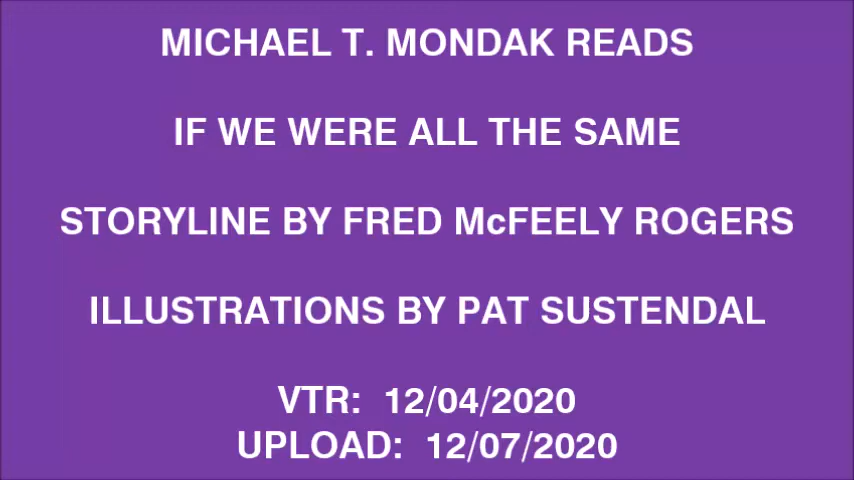 MICHAEL T. MONDAK READS
IF WE WERE ALL THE SAME
STORYLINE BY FRED McFEELY ROGERS
ILLUSTRATIONS BY PAT SUSTENDAL
VTR: 12/04/2020
UPLOAD: 12/07/2020